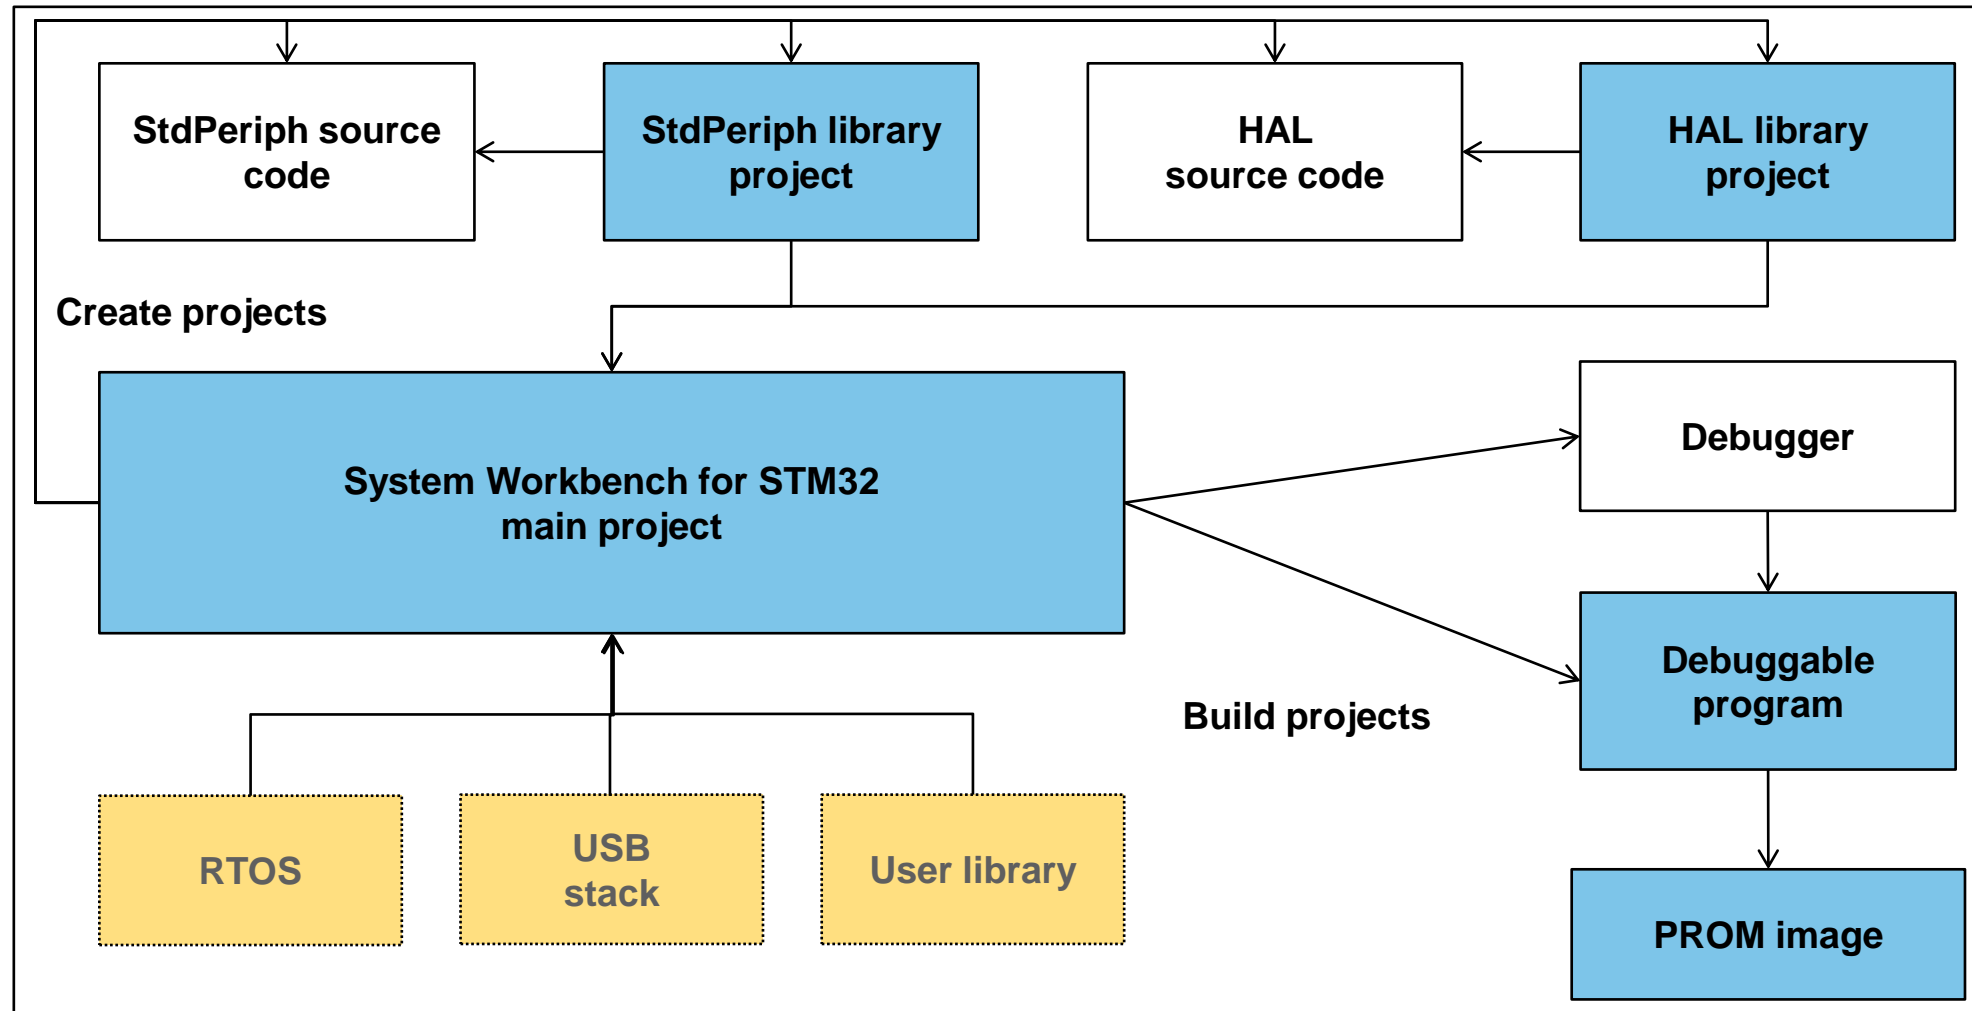 StdPeriph source
code
StdPeriph library
project
HAL
source code
HAL library
project
Create projects
System Workbench for STM32
main project
Debugger
Debuggable
program
Build projects
RTOS
USB
stack
User library
PROM image